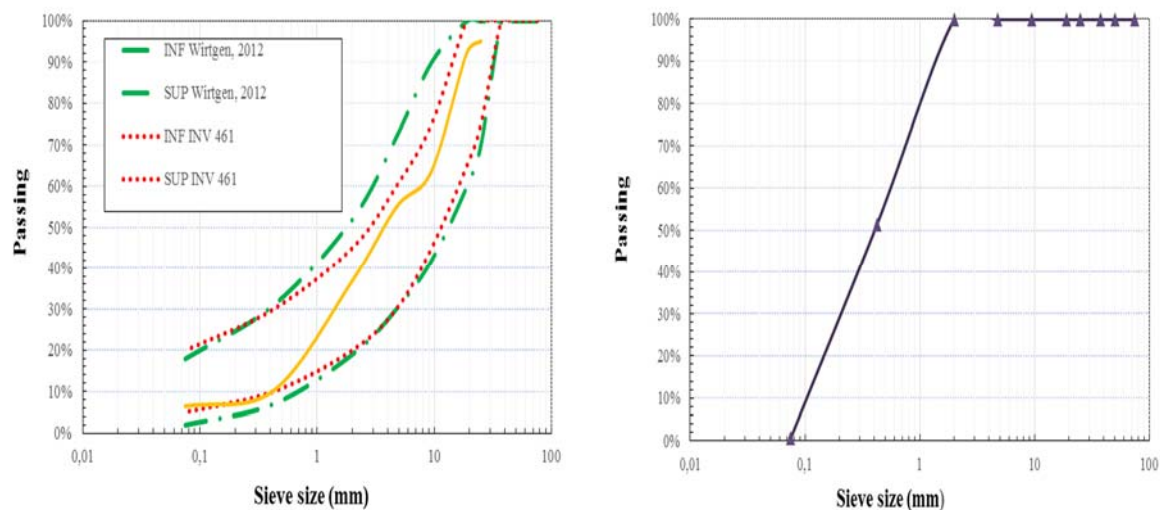 100%
90%
80%
70%
60%
50%
40%
30%
20%
10%
0%
Passing
INF Wirtgen, 2012
SUP Wirtgen, 2012
INF INV 461
SUP INV 461
0,01 0,1 1 10 100
Sieve size (mm)
100%
90%
80%
70%
60%
50%
40%
30%
20%
10%
0%
Passing
0,01 0,1 1 10 100
Sieve size (mm)